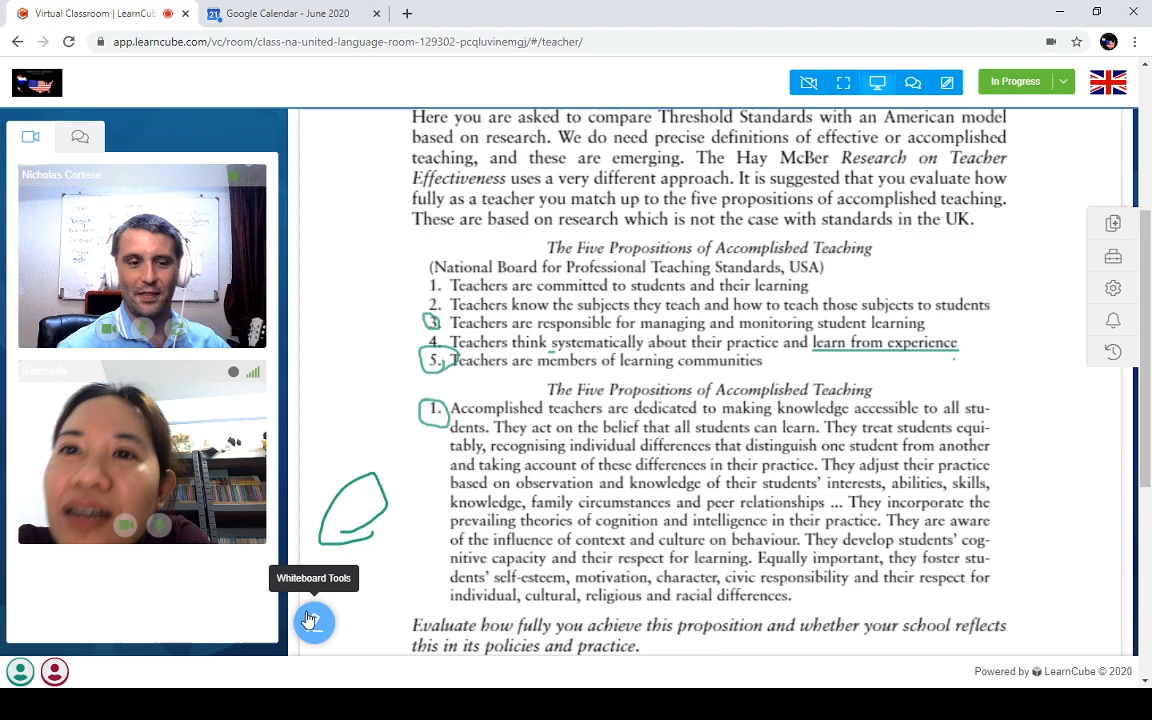 Virtual Classroom | LearnCub
Google Calendar - June 2020
app.learncube.com/vc/room/class-na-united-language-room-129302-pcqluvinemgj/#/teacher/
In Progress
Nicholas Cortese
Ratchada
Here you are asked to compare Threshold Standards with an American model
based on research. We do need precise definitions of effective or accomplished
teaching, and these are emerging. The Hay McBer Research on Teacher
Effectiveness uses a very different approach. It is suggested that you evaluate how
fully as a teacher you match up to the five propositions of accomplished teaching.
These are based on research which is not the case with standards in the UK.
The Five Propositions of Accomplished Teaching
(National Board for Professional Teaching Standards, USA)
1. Teachers are committed to students and their learning
2. Teachers know the subjects they teach and how to teach those subjects to students
3. Teachers are responsible for managing and monitoring student learning
4. Teachers think systematically about their practice and learn from experience
5. Teachers are members of learning communities
The Five Propositions of Accomplished Teaching
1. Accomplished teachers are dedicated to making knowledge accessible to all stu-
dents. They act on the belief that all students can learn. They treat students equi-
tably, recognising individual differences that distinguish one student from another
and taking account of these differences in their practice. They adjust their practice
based on observation and knowledge of their students' interests, abilities, skills,
knowledge, family circumstances and peer relationships ... They incorporate the
prevailing theories of cognition and intelligence in their practice. They are aware
of the influence of context and culture on behaviour. They develop students' cog-
nitive capacity and their respect for learning. Equally important, they foster stu-
dents' self-esteem, motivation, character, civic responsibility and their respect for
individual, cultural, religious and racial differences.
Evaluate how fully you achieve this proposition and whether your school reflects
this in its policies and practice.
Whiteboard Tools
Powered by LearnCube © 2020